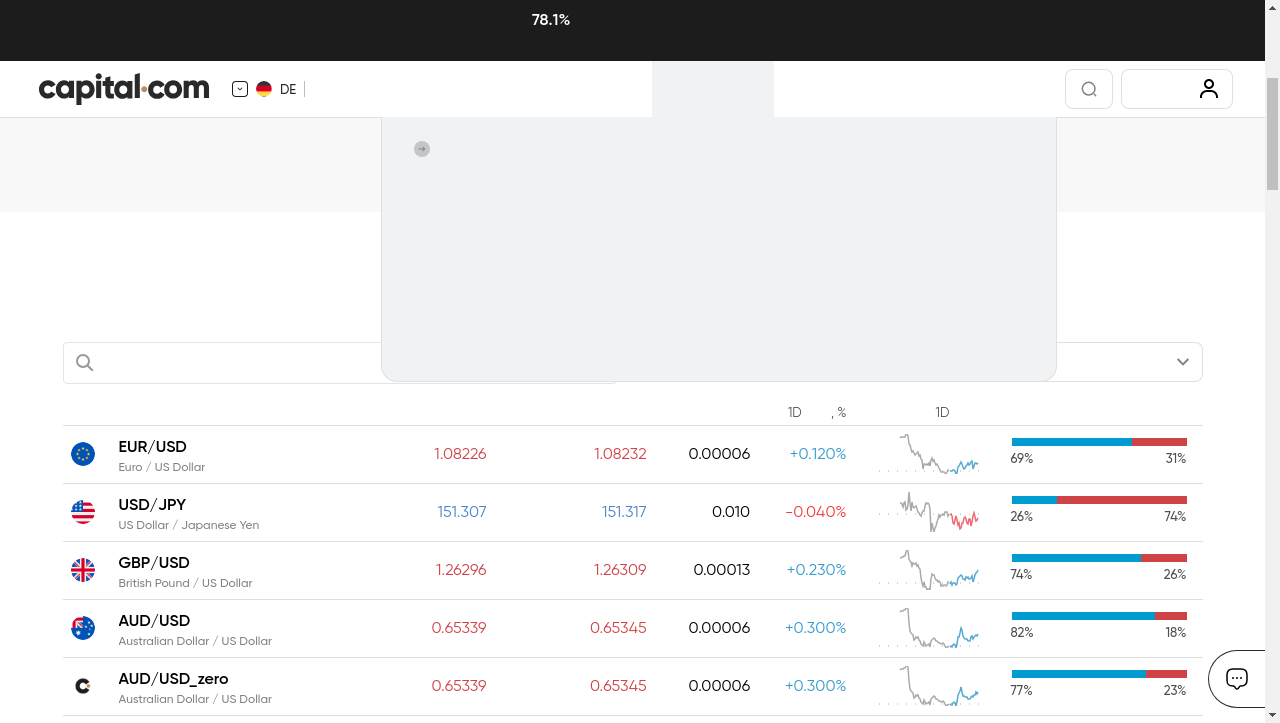 78.1%
capital.com
DE
1D , % 1D
EUR/USD 1.08226 1.08232 0.00006 +0.120%
Euro / US Dollar 69% 31%
USD/JPY 151.307 151.317 0.010 -0.040%
US Dollar / Japanese Yen 26% 74%
GBP/USD 1.26296 1.26309 0.00013 +0.230%
British Pound / US Dollar 74% 26%
AUD/USD 0.65339 0.65345 0.00006 +0.300%
Australian Dollar / US Dollar 82% 18%
AUD/USD_zero 0.65339 0.65345 0.00006 +0.300%
Australian Dollar / US Dollar 77% 23%